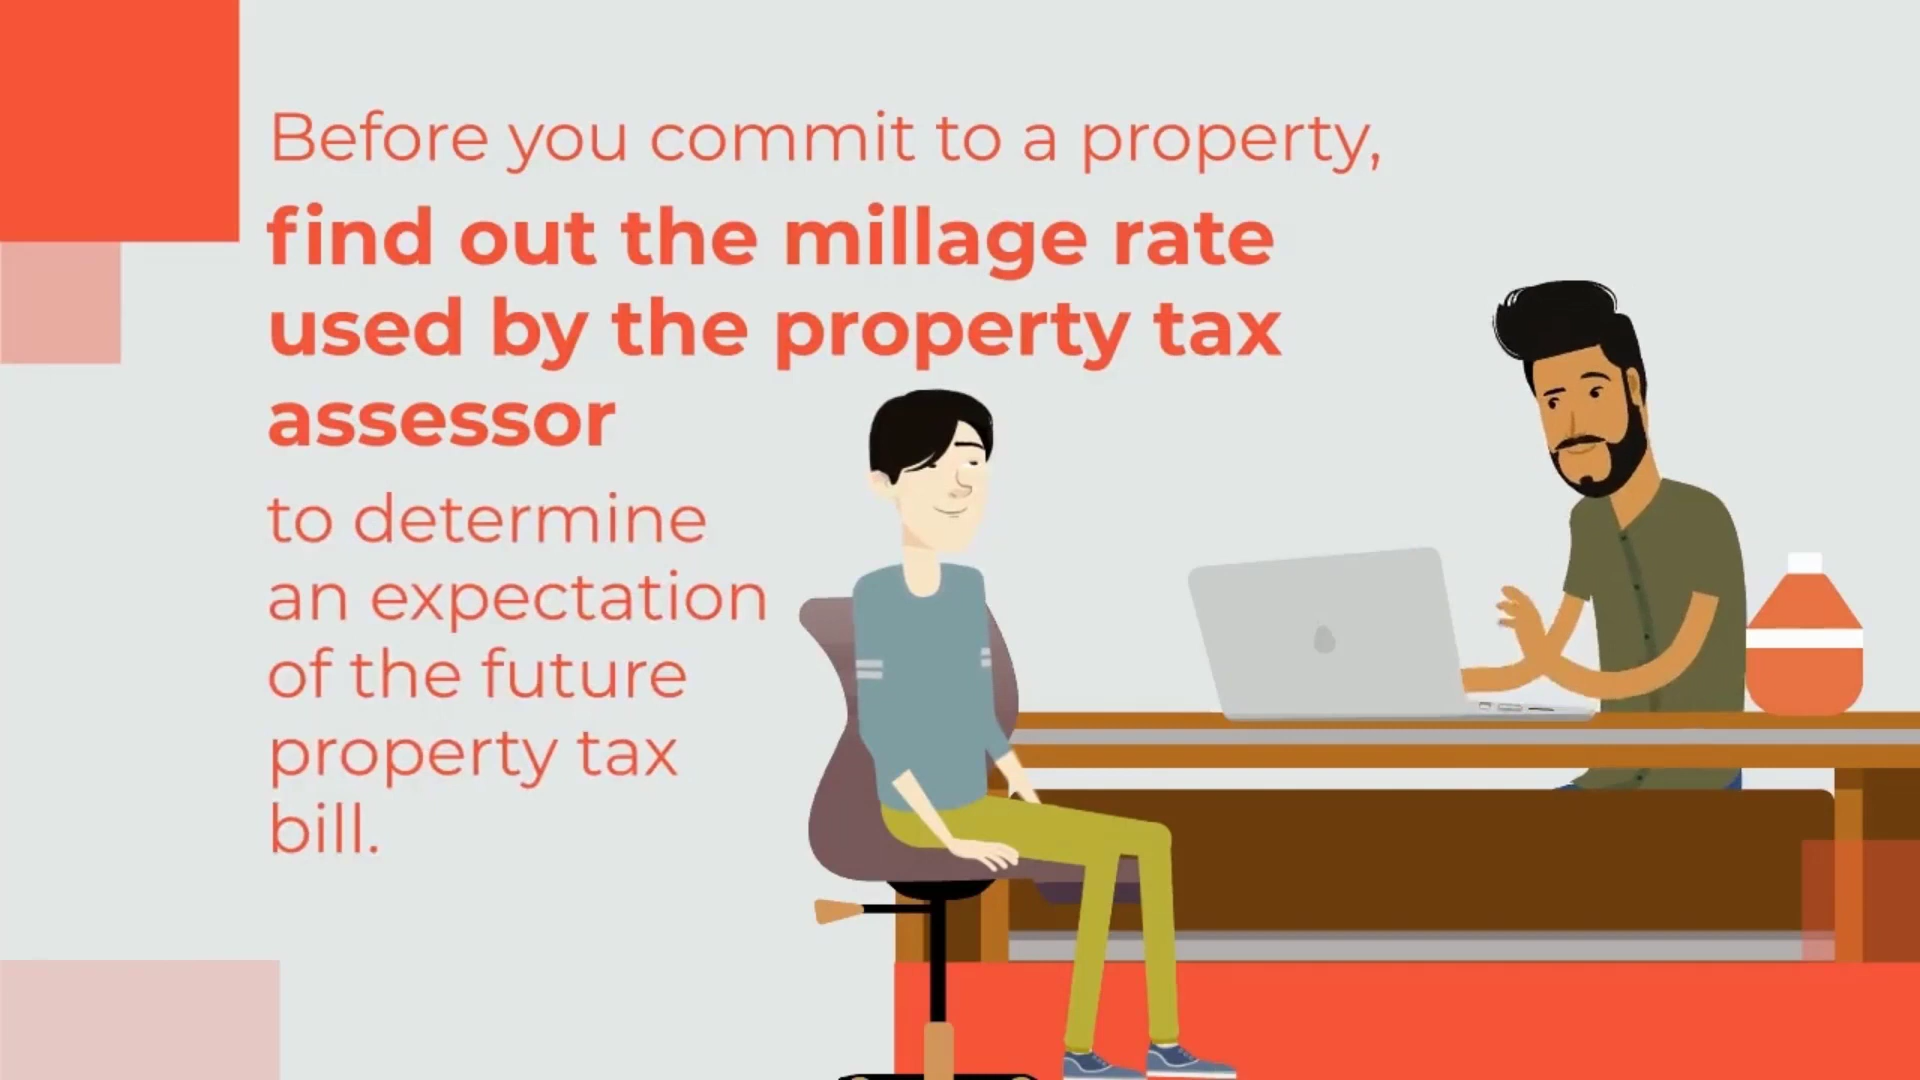 Before you commit to a property,
find out the millage rate
used by the property tax
assessor
to determine
an expectation
of the future
property tax
bill.